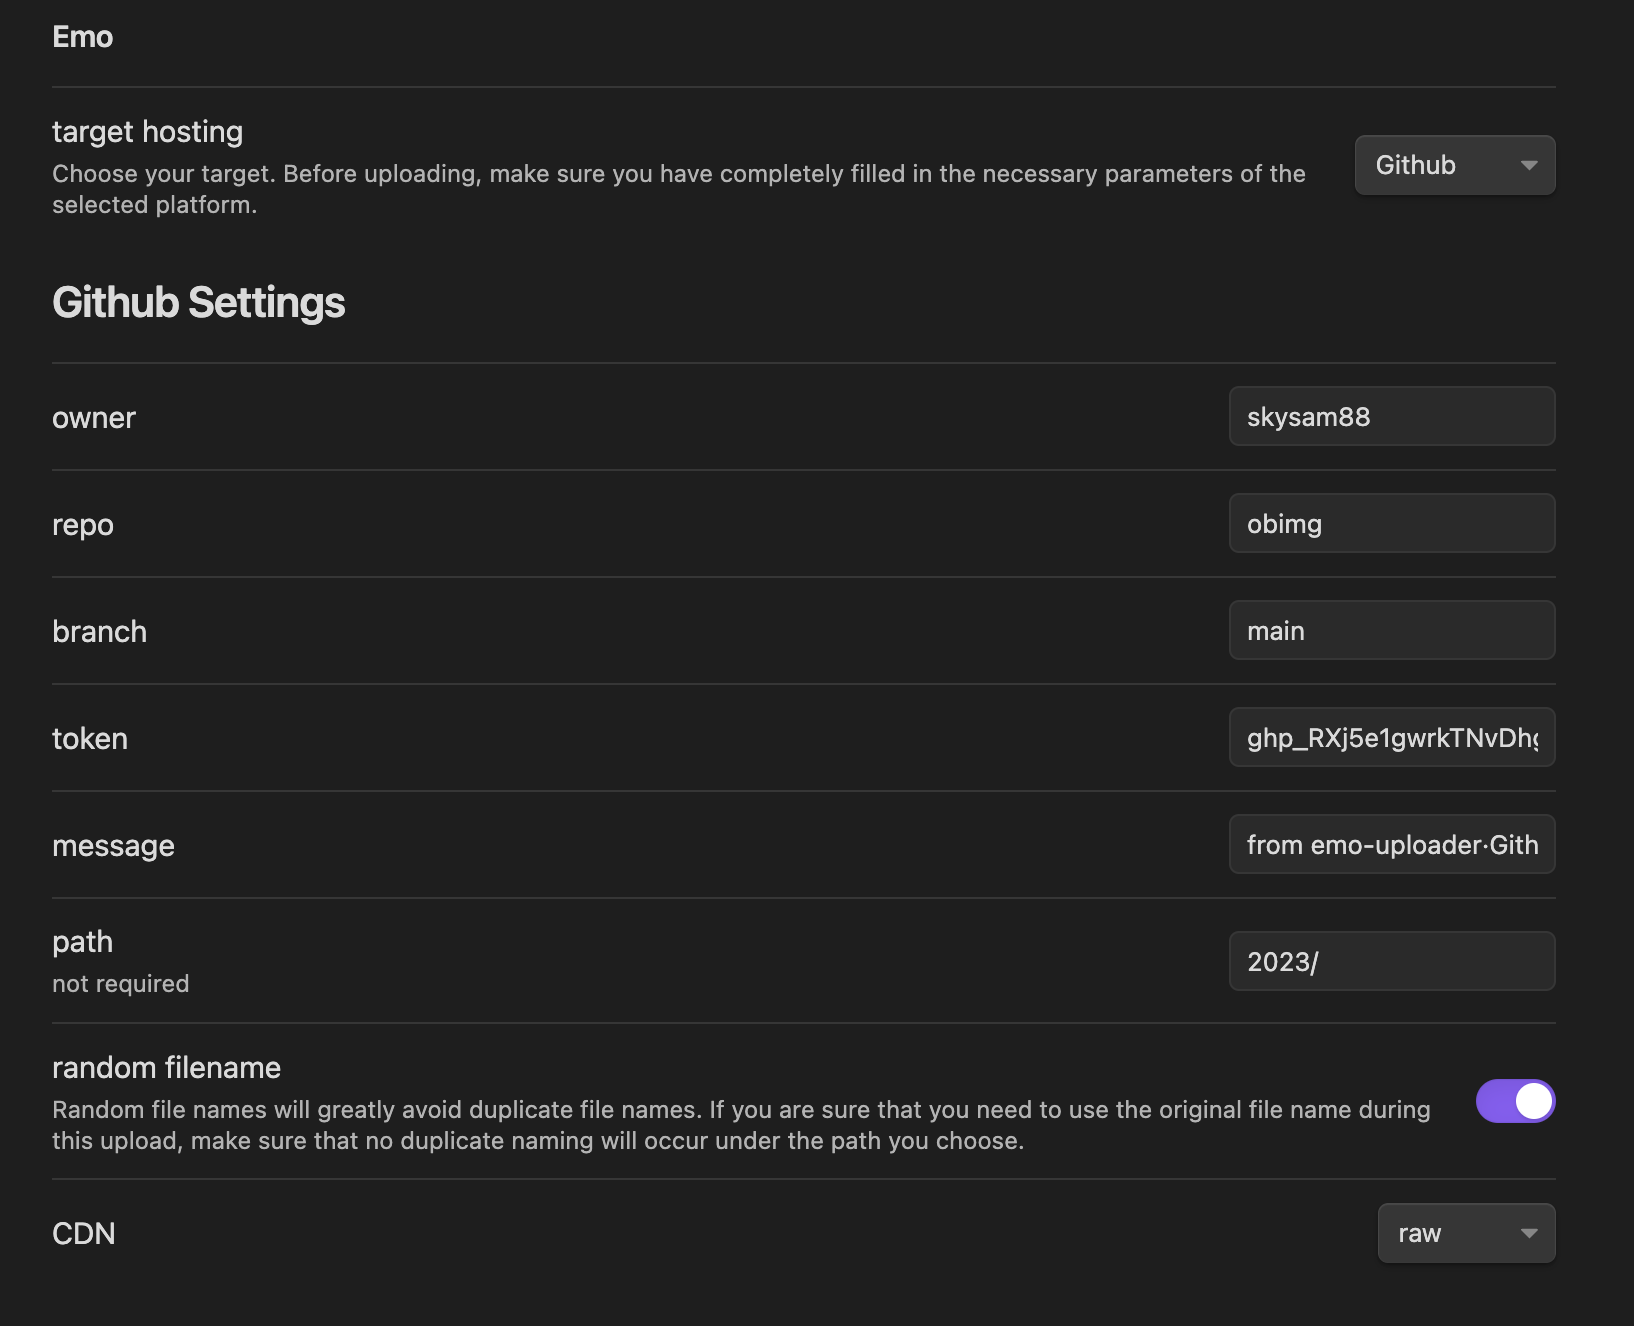 Emo
target hosting
Choose your target. Before uploading, make sure you have completely filled in the necessary parameters of the
selected platform.
Github
Github Settings
owner
skysam88
repo
obimg
branch
main
token
ghp_RXj5e1gwrkTNvDh
message
from emo-uploader·Gith
path
not required
2023/
random filename
Random file names will greatly avoid duplicate file names. If you are sure that you need to use the original file name during
this upload, make sure that no duplicate naming will occur under the path you choose.
CDN
raw